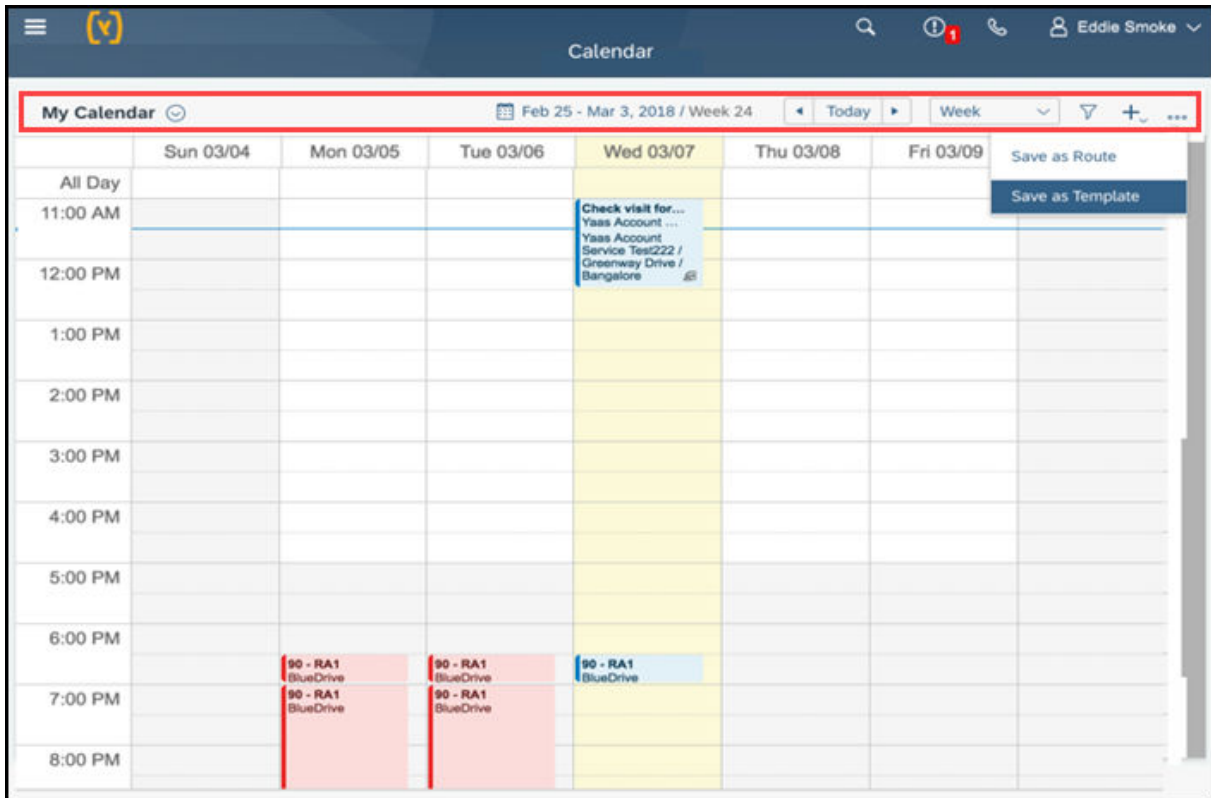 Eddie Smoke
1
Calendar
My Calendar
Feb 25 - Mar 3, 2018 / Week 24
Today
Week
Sun 03/04
Mon 03/05
Tue 03/06
Wed 03/07
Thu 03/08
Fri 03/09
Save as Route
Save as Template
All Day
11:00 AM
Check visit for...
Yaas Account ...
Yaas Account
Service Test222 /
Greenway Drive /
Bangalore
12:00 PM
1:00 PM
2:00 PM
3:00 PM
4:00 PM
5:00 PM
6:00 PM
90 - RA1
BlueDrive
90 - RA1
BlueDrive
90 - RA1
BlueDrive
7:00 PM
90 - RA1
BlueDrive
90 - RA1
BlueDrive
8:00 PM